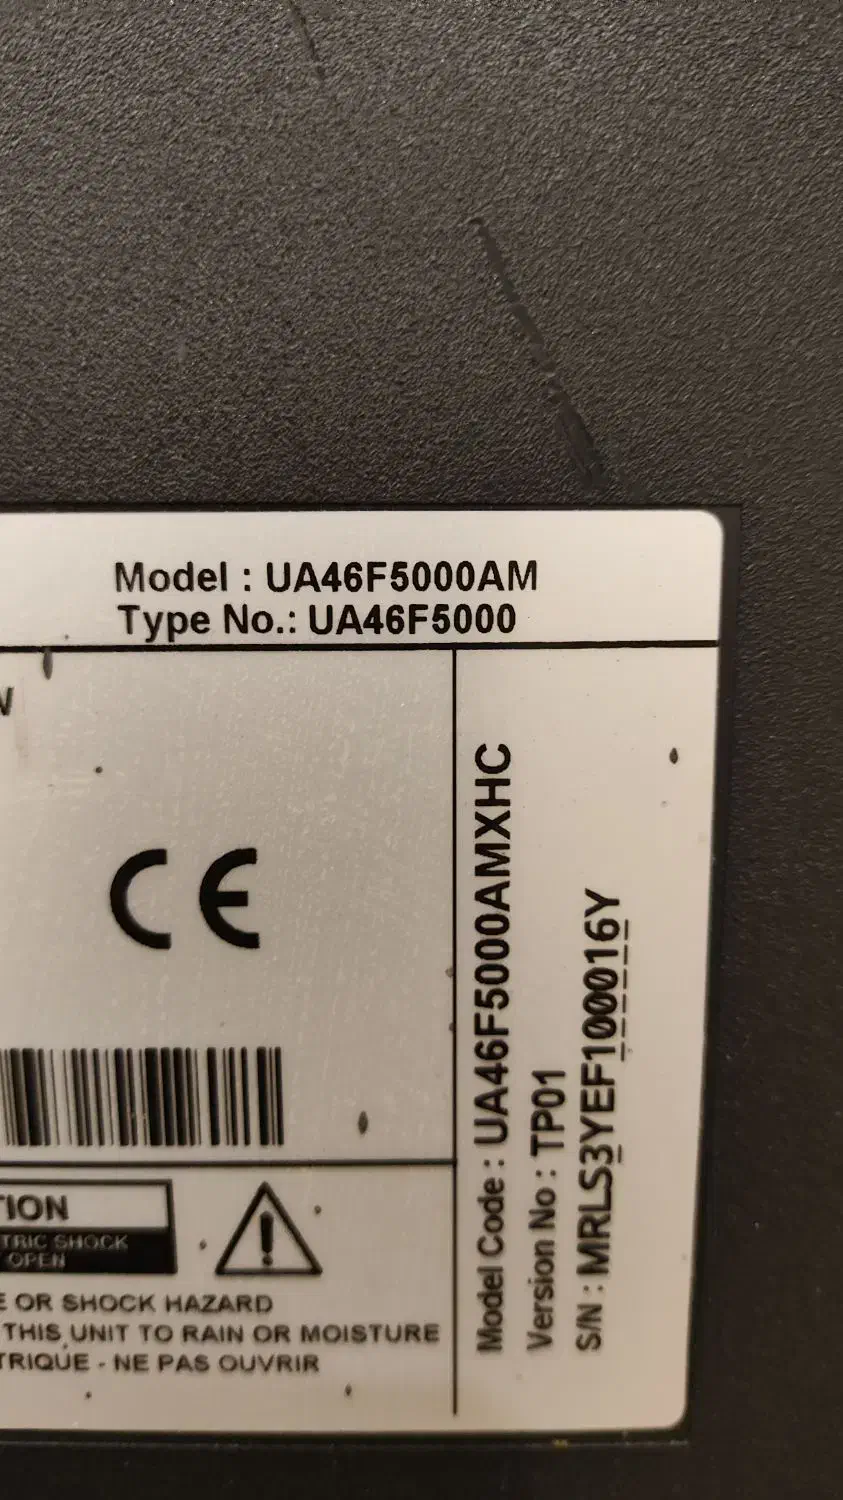 Model : UA46F5000AM
Type No.: UA46F5000
W
CE
TION
TRIC SHOCK
OPEN
E OR SHOCK HAZARD
THIS UNIT TO RAIN OR MOISTURE
TRIQUE - NE PAS OUVRIR
Model Code : UA46F5000AMXHC
Version No : TP01
S/N : MRLS3YEF100016Y